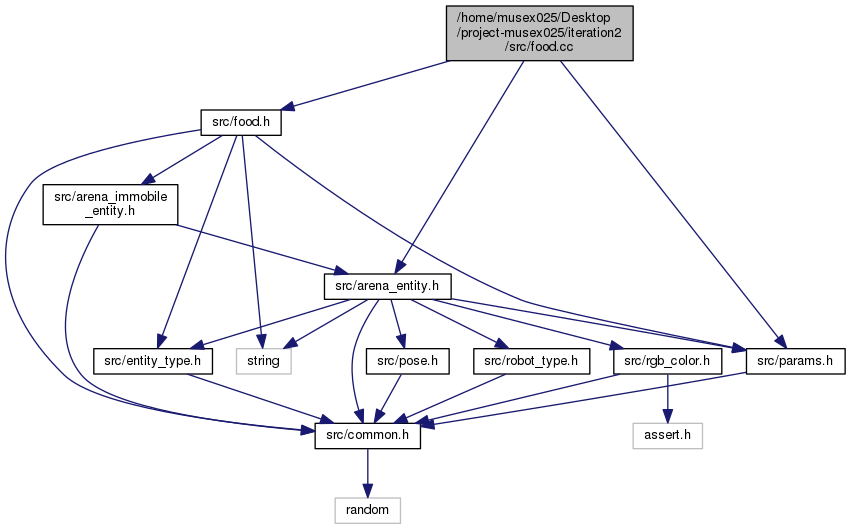 /home/musex025/Desktop
/project-musex025/iteration2
/src/food.cc
src/food.h
src/arena_immobile
_entity.h
src/arena_entity.h
src/entity_type.h
string
src/pose.h
src/robot_type.h
src/rgb_color.h
src/params.h
src/common.h
assert.h
random